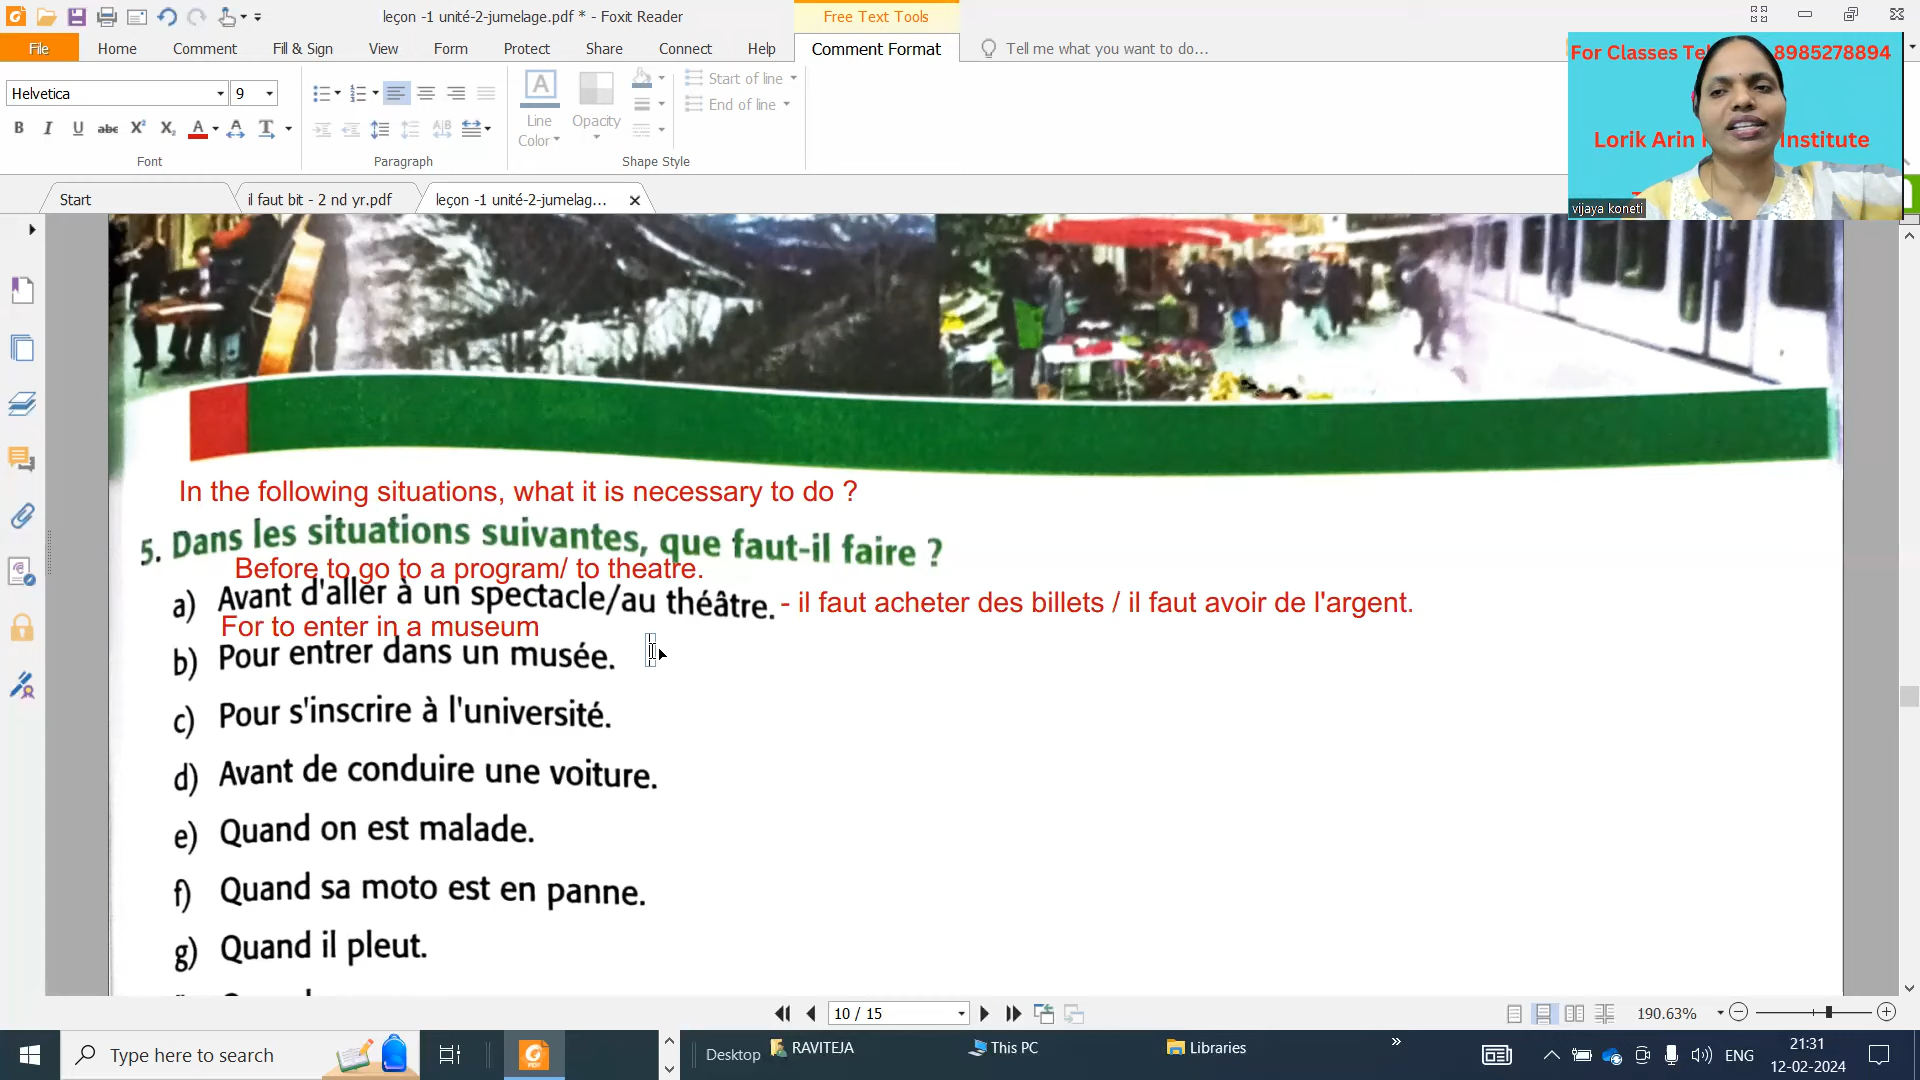 leçon -1 unité-2-jumelage.pdf * - Foxit Reader
Free Text Tools
File Home Comment Fill & Sign View Form Protect Share Connect Help Comment Format Tell me what you want to do...
For Classes Tel 8985278894
Helvetica 9
Start of line
End of line
B I U abc X² X₂ A A T
Line Color
Opacity
Font Paragraph Shape Style
Lorik Arin Institute
vijaya koneti
Start il faut bit - 2 nd yr.pdf leçon -1 unité-2-jumelag...
In the following situations, what it is necessary to do ?
5. Dans les situations suivantes, que faut-il faire ?
Before to go to a program/ to theatre.
a) Avant d'aller à un spectacle/au théâtre. - il faut acheter des billets / il faut avoir de l'argent.
For to enter in a museum
b) Pour entrer dans un musée.
c) Pour s'inscrire à l'université.
d) Avant de conduire une voiture.
e) Quand on est malade.
f) Quand sa moto est en panne.
g) Quand il pleut.
10 / 15
190.63%
Type here to search
Desktop RAVITEJA This PC Libraries »
ENG
21:31
12-02-2024